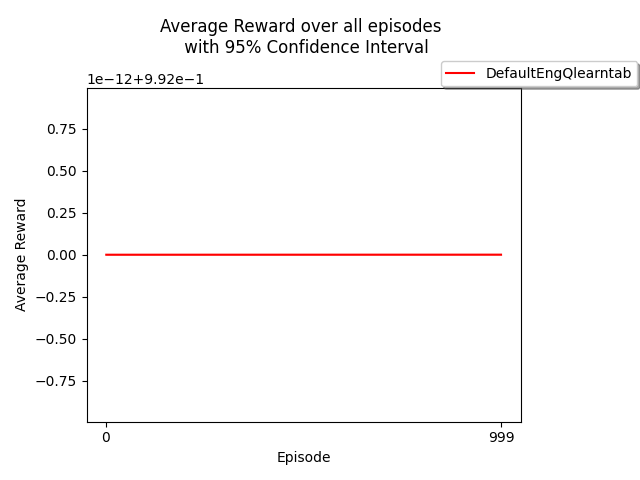 Average Reward over all episodes
with 95% Confidence Interval
1e−12+9.92e−1
DefaultEngQlearntab
0.75
0.50
0.25
0.00
−0.25
−0.50
−0.75
Average Reward
0
999
Episode